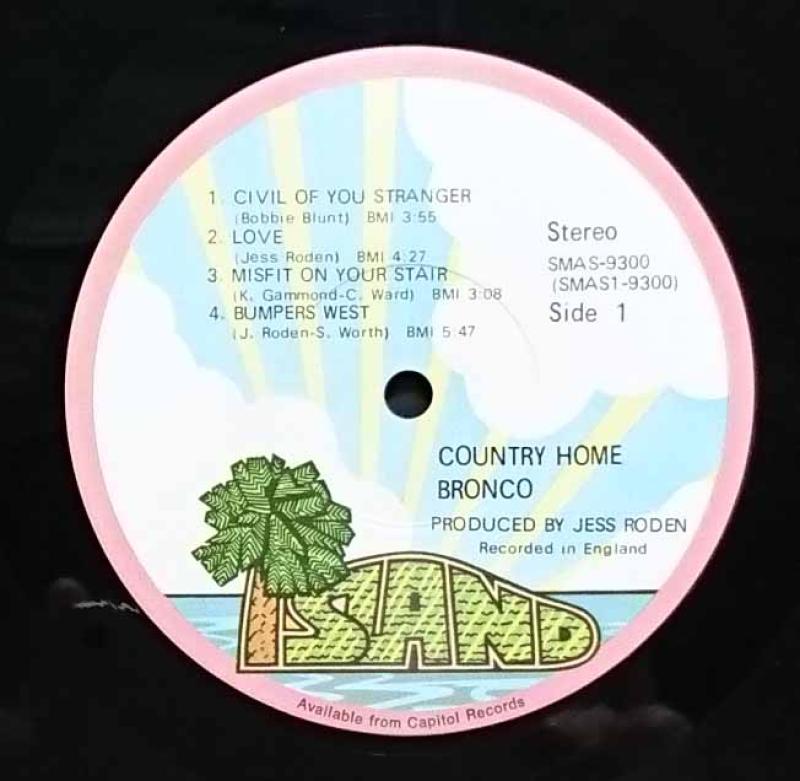 1. CIVIL OF YOU STRANGER
(Bobbie Blunt) BMI 3:55
2. LOVE
(Jess Roden) BMI 4:27
3. MISFIT ON YOUR STAIR
(K. Gammond-C. Ward) BMI 3:08
4. BUMPERS WEST
(J. Roden-S. Worth) BMI 5:47
Stereo
SMAS-9300
(SMAS1-9300)
Side 1
COUNTRY HOME
BRONCO
PRODUCED BY JESS RODEN
Recorded in England
ISLAND
Available from Capitol Records